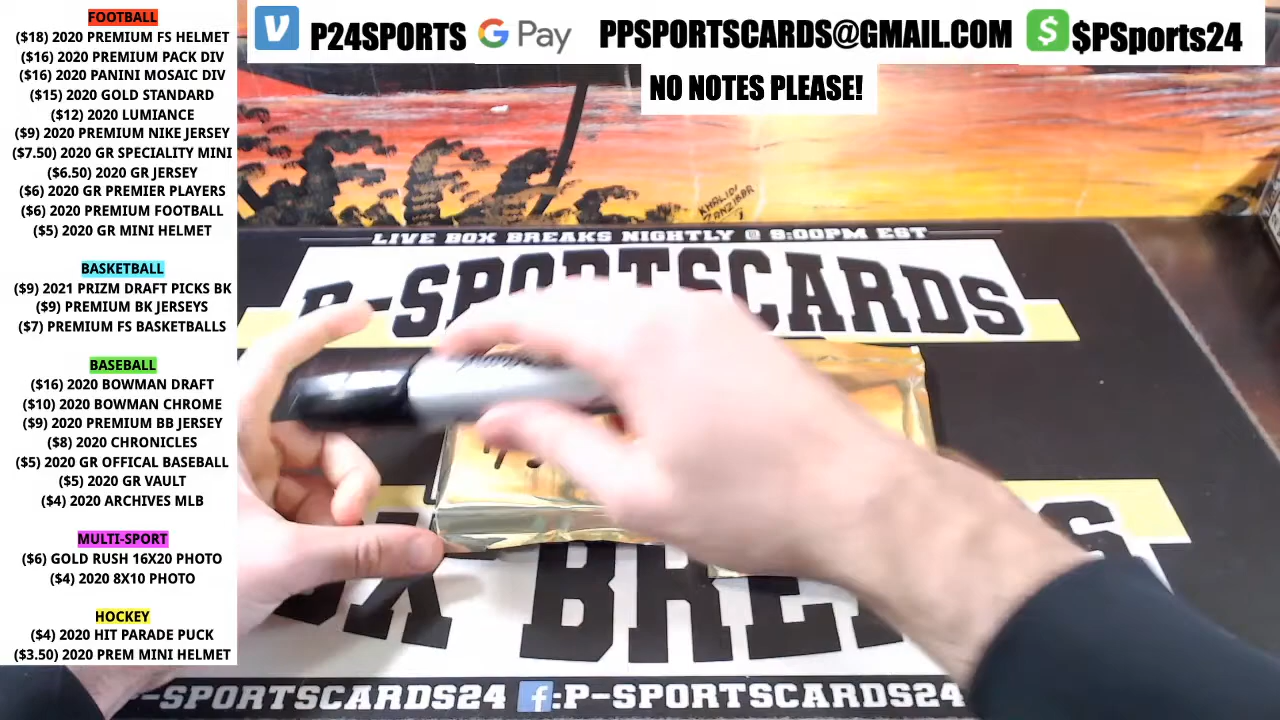 FOOTBALL
($18) 2020 PREMIUM FS HELMET
($16) 2020 PREMIUM PACK DIV
($16) 2020 PANINI MOSAIC DIV
($15) 2020 GOLD STANDARD
($12) 2020 LUMIANCE
($9) 2020 PREMIUM NIKE JERSEY
($7.50) 2020 GR SPECIALITY MINI
($6.50) 2020 GR JERSEY
($6) 2020 GR PREMIER PLAYERS
($6) 2020 PREMIUM FOOTBALL
($5) 2020 GR MINI HELMET
BASKETBALL
($9) 2021 PRIZM DRAFT PICKS BK
($9) PREMIUM BK JERSEYS
($7) PREMIUM FS BASKETBALLS
BASEBALL
($16) 2020 BOWMAN DRAFT
($10) 2020 BOWMAN CHROME
($9) 2020 PREMIUM BB JERSEY
($8) 2020 CHRONICLES
($5) 2020 GR OFFICAL BASEBALL
($5) 2020 GR VAULT
($4) 2020 ARCHIVES MLB
MULTI-SPORT
($6) GOLD RUSH 16X20 PHOTO
($4) 2020 8X10 PHOTO
HOCKEY
($4) 2020 HIT PARADE PUCK
($3.50) 2020 PREM MINI HELMET
P24SPORTS G Pay PPSPORTSCARDS@GMAIL.COM $PSports24
NO NOTES PLEASE!
KHALIDI
ZANZIBAR
LIVE BOX BREAKS NIGHTLY @ 9:00PM EST
P-SPORTSCARDS
P-SPORTSCARDS24 f:P-SPORTSCARDS24